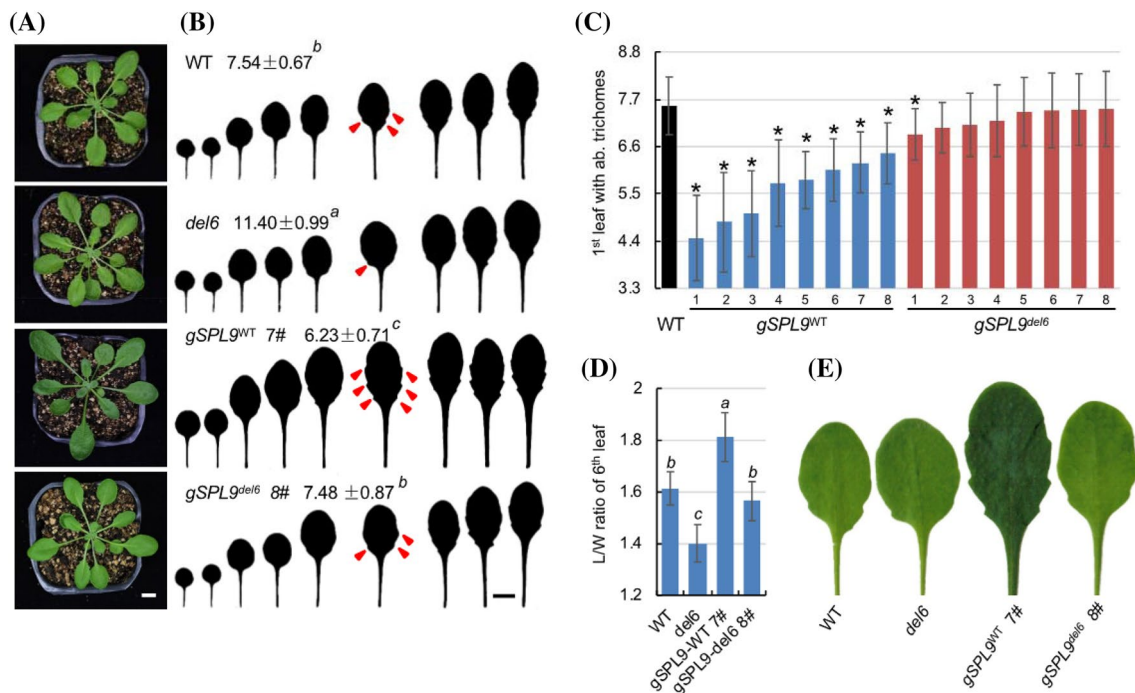 (A)
(B)
WT 7.54±0.67b
del6 11.40±0.99a
gSPL9WT 7# 6.23±0.71c
gSPL9del6 8# 7.48±0.87b
(C)
1st leaf with ab. trichomes
8.8
7.7
6.6
5.5
4.4
3.3
* * * * * * * * *
1 2 3 4 5 6 7 8 1 2 3 4 5 6 7 8
WT gSPL9WT gSPL9del6
(D)
L/W ratio of 6th leaf
2
1.8
1.6
1.4
1.2
b c a b
WT
del6
gSPL9-WT 7#
gSPL9-del6 8#
(E)
WT
del6
gSPL9WT 7#
gSPL9del6 8#